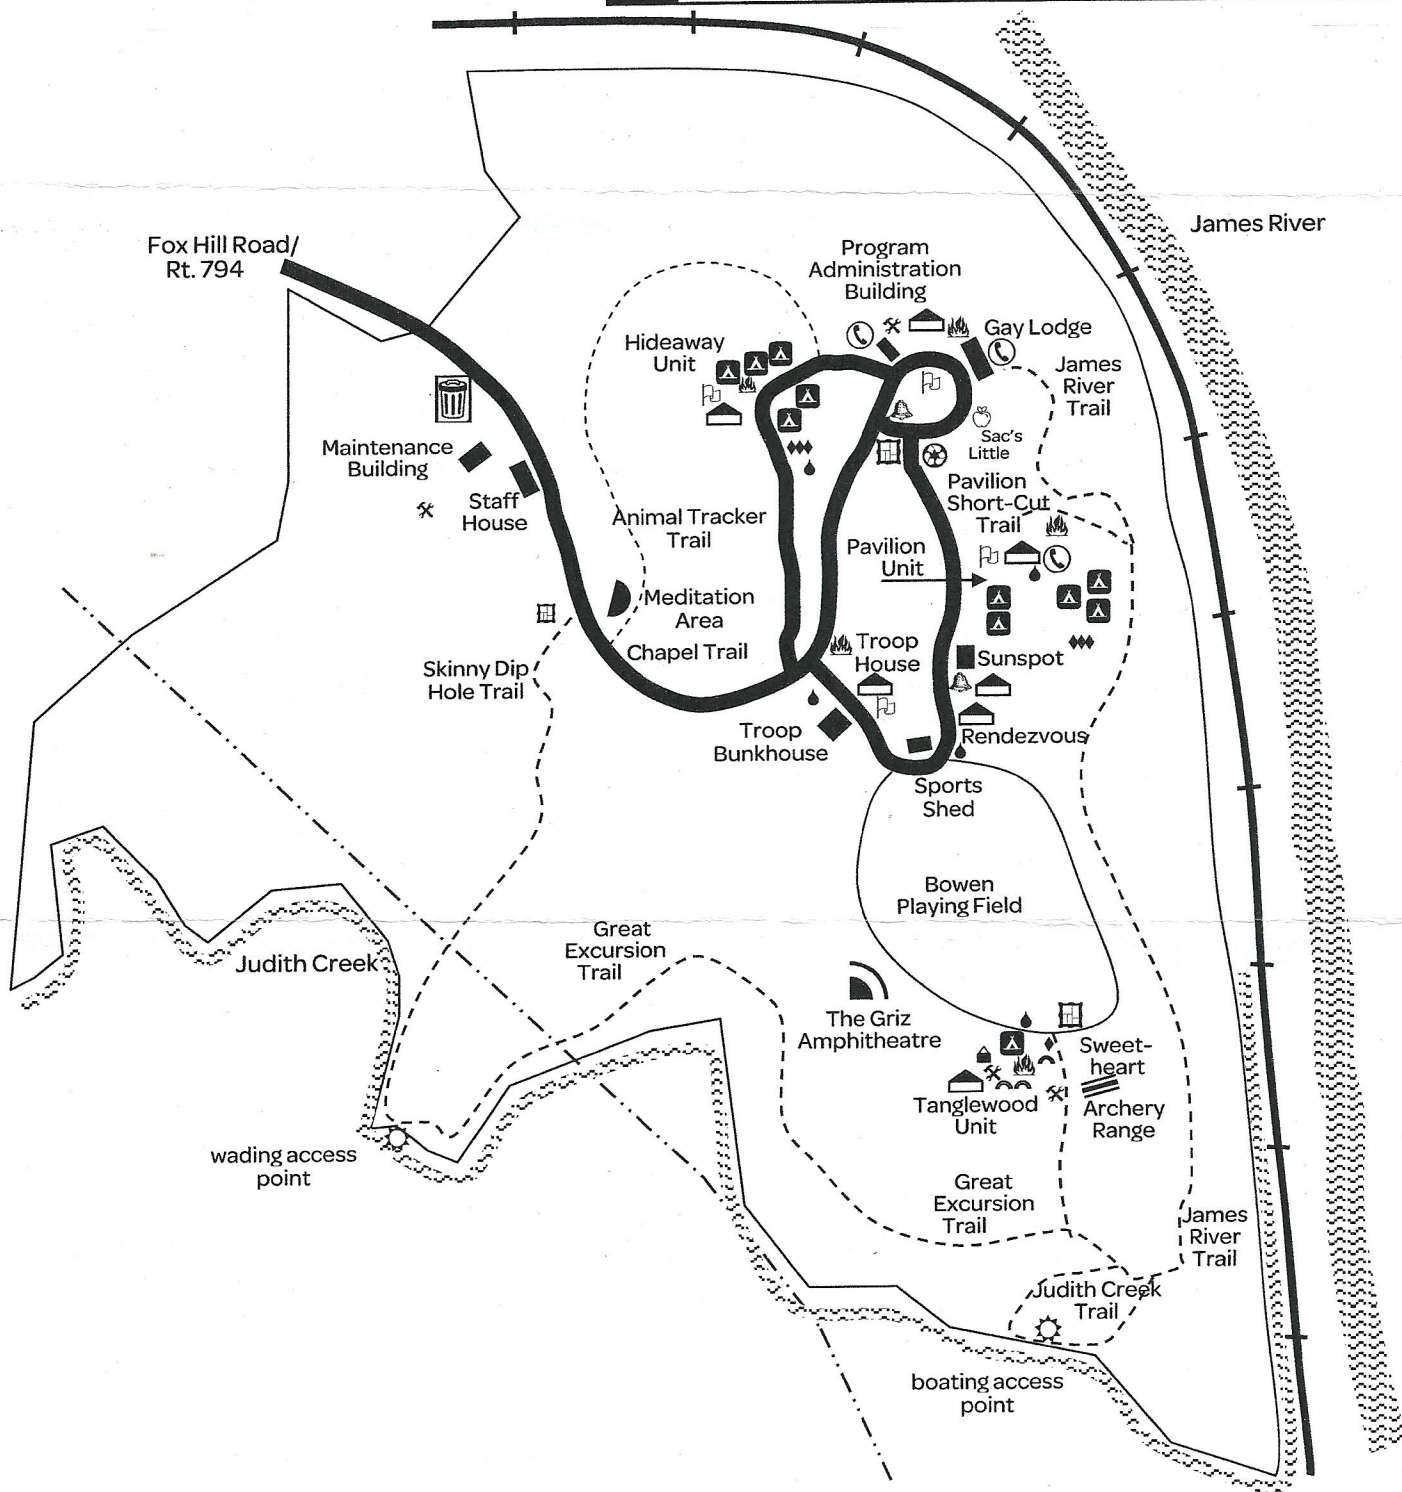 James River
Fox Hill Road/
Rt. 794
Program
Administration
Building
Gay Lodge
Hideaway
Unit
James
River
Trail
Sac's
Little
Maintenance
Building
Staff
House
Pavilion
Short-Cut
Trail
Animal Tracker
Trail
Pavilion
Unit
Meditation
Area
Chapel Trail
Troop
House
Sunspot
Skinny Dip
Hole Trail
Troop
Bunkhouse
Rendezvous
Sports
Shed
Bowen
Playing Field
Great
Excursion
Trail
Judith Creek
The Griz
Amphitheatre
Sweet-
heart
Tanglewood
Unit
Archery
Range
wading access
point
Great
Excursion
Trail
James
River
Trail
Judith Creek
Trail
boating access
point